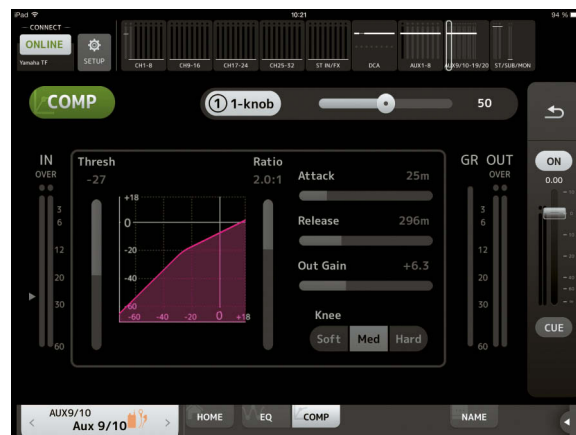 iPad 10:21 94 %
CONNECT
ONLINE
Yamaha TF
SETUP
CH1-8 CH9-16 CH17-24 CH25-32 ST IN/FX DCA AUX1-8 AUX9/10-19/20 ST/SUB/MON
COMP
1 1-knob 50
IN
OVER
3
6
12
20
30
60
Thresh
-27
Ratio
2.0:1
+18
0
-20
-40
-60
-60 -40 -20 0 +18
Attack 25m
Release 296m
Out Gain +6.3
Knee
Soft Med Hard
GR OUT
OVER
3
6
12
20
30
60
ON
0.00
CUE
AUX9/10
Aux 9/10
HOME EQ COMP NAME